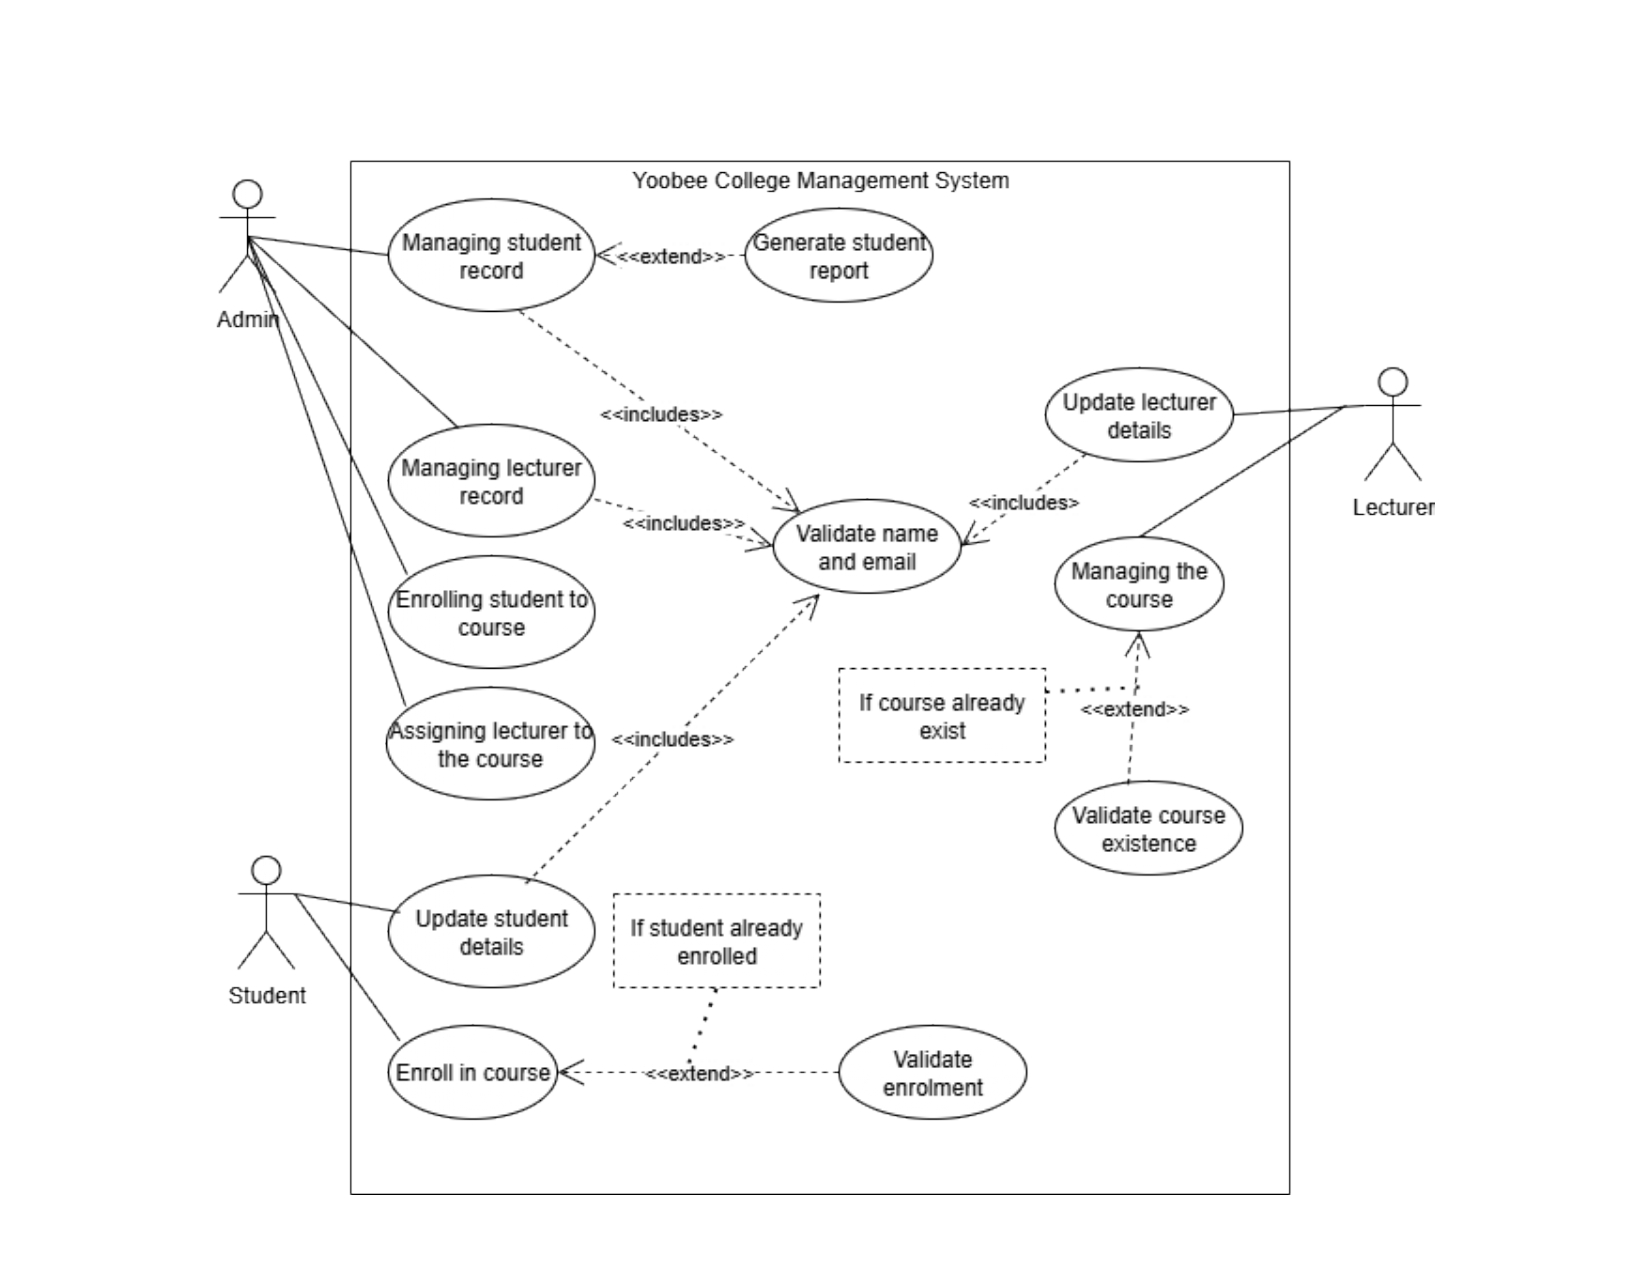 Yoobee College Management System
Managing student
record
<<extend>>
Generate student
report
Admin
<<includes>>
Update lecturer
details
Managing lecturer
record
<<includes>>
<<includes>
Lecturer
Validate name
and email
Managing the
course
Enrolling student to
course
If course already
exist
<<extend>>
Assigning lecturer to
the course
<<includes>>
Validate course
existence
Update student
details
If student already
enrolled
Student
Enroll in course
<<extend>>
Validate
enrolment